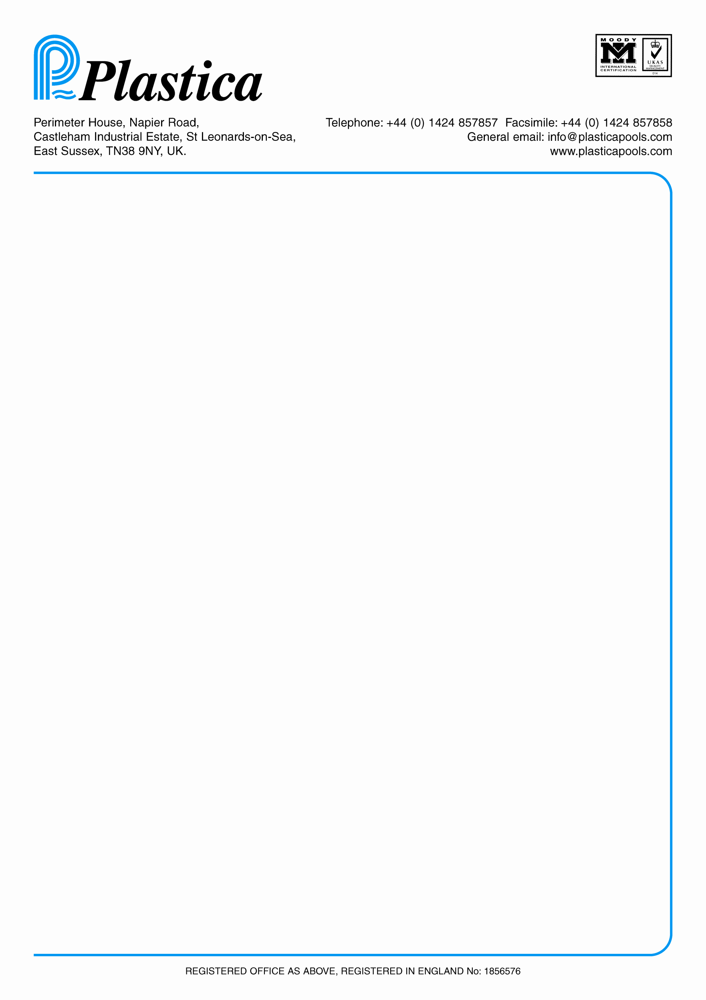 Plastica
MOODY
INTERNATIONAL
CERTIFICATION
UKAS
QUALITY
MANAGEMENT
014
Perimeter House, Napier Road,
Castleham Industrial Estate, St Leonards-on-Sea,
East Sussex, TN38 9NY, UK.
Telephone: +44 (0) 1424 857857 Facsimile: +44 (0) 1424 857858
General email: info@plasticapools.com
www.plasticapools.com
REGISTERED OFFICE AS ABOVE, REGISTERED IN ENGLAND No: 1856576